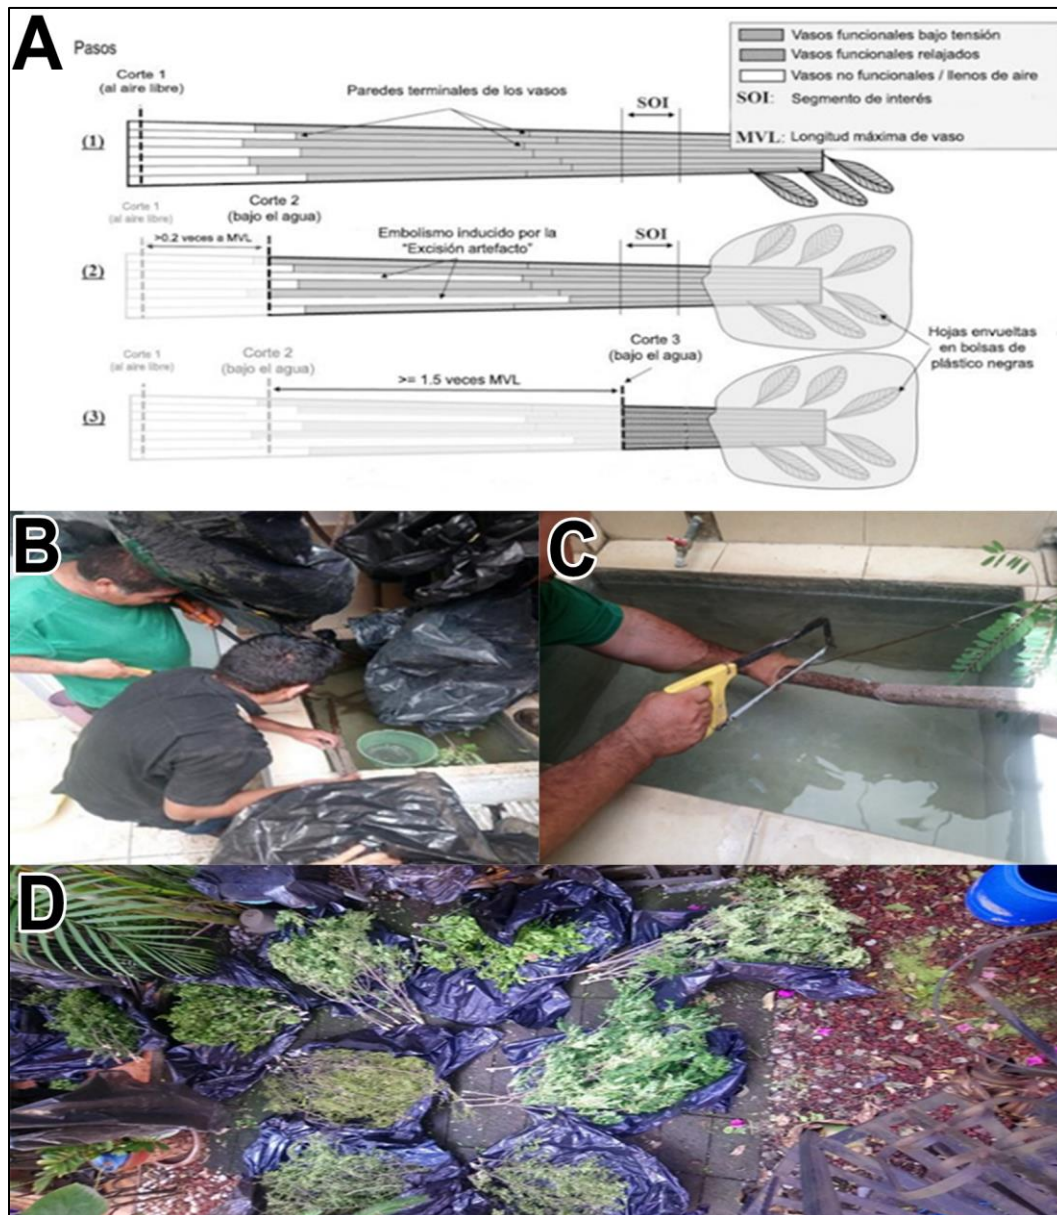 A
Pasos
Vasos funcionales bajo tensión
Vasos funcionales relajados
Vasos no funcionales / llenos de aire
SOI: Segmento de interés
MVL: Longitud máxima de vaso
Corte 1
(al aire libre)
Paredes terminales de los vasos
SOI
(1)
Corte 1
(al aire libre)
Corte 2
(bajo el agua)
>0.2 veces a MVL
Embolismo inducido por la
"Excisión artefacto"
SOI
(2)
Hojas envueltas
en bolsas de
plástico negras
Corte 1
(al aire libre)
Corte 2
(bajo el agua)
Corte 3
(bajo el agua)
>= 1.5 veces MVL
(3)
B
C
D